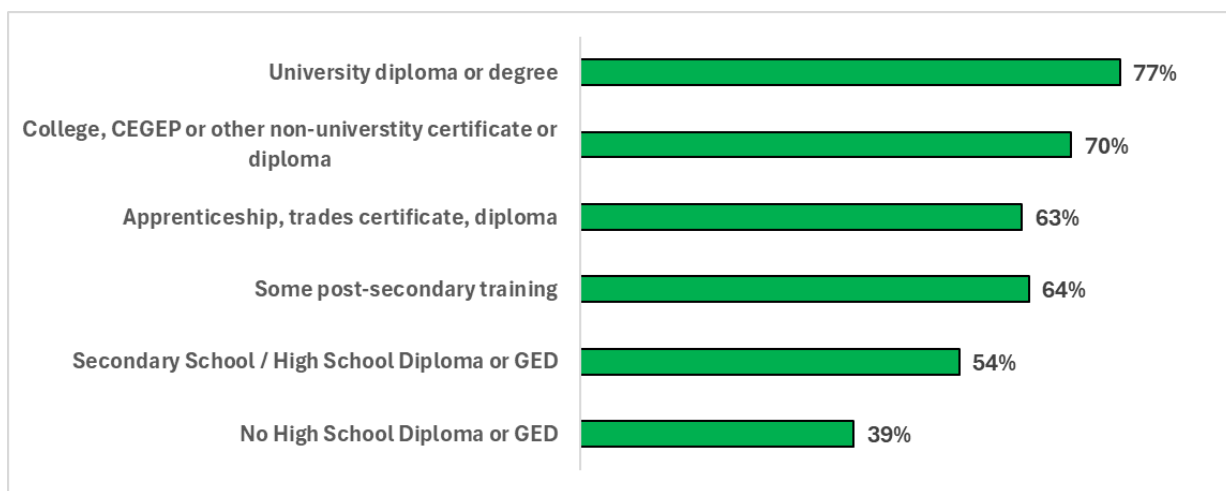 University diploma or degree
77%
College, CEGEP or other non-universtity certificate or
diploma
70%
Apprenticeship, trades certificate, diploma
63%
Some post-secondary training
64%
Secondary School / High School Diploma or GED
54%
No High School Diploma or GED
39%